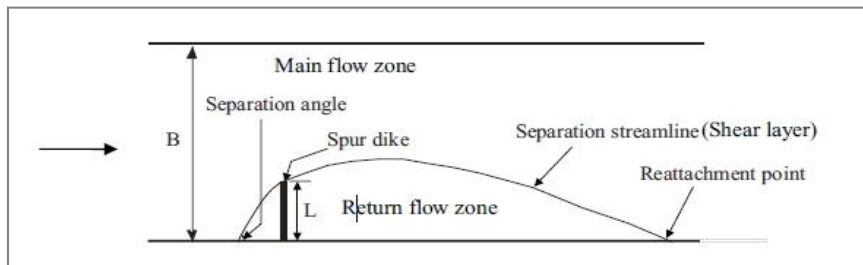 Main flow zone
Separation angle
B
Spur dike
Separation streamline (Shear layer)
Reattachment point
L
Return flow zone